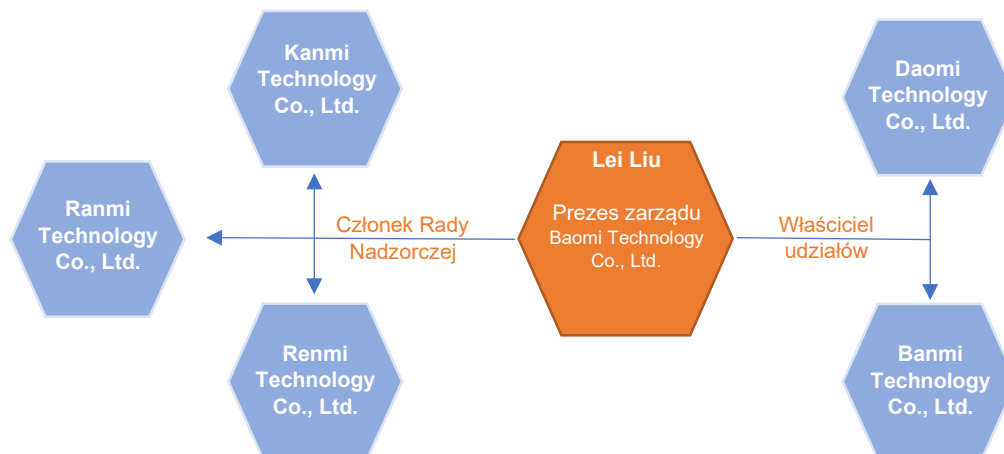 Kanmi
Technology
Co., Ltd.
Daomi
Technology
Co., Ltd.
Ranmi
Technology
Co., Ltd.
Członek Rady
Nadzorczej
Lei Liu
Prezes zarządu
Baomi Technology
Co., Ltd.
Właściciel
udziałów
Renmi
Technology
Co., Ltd.
Banmi
Technology
Co., Ltd.